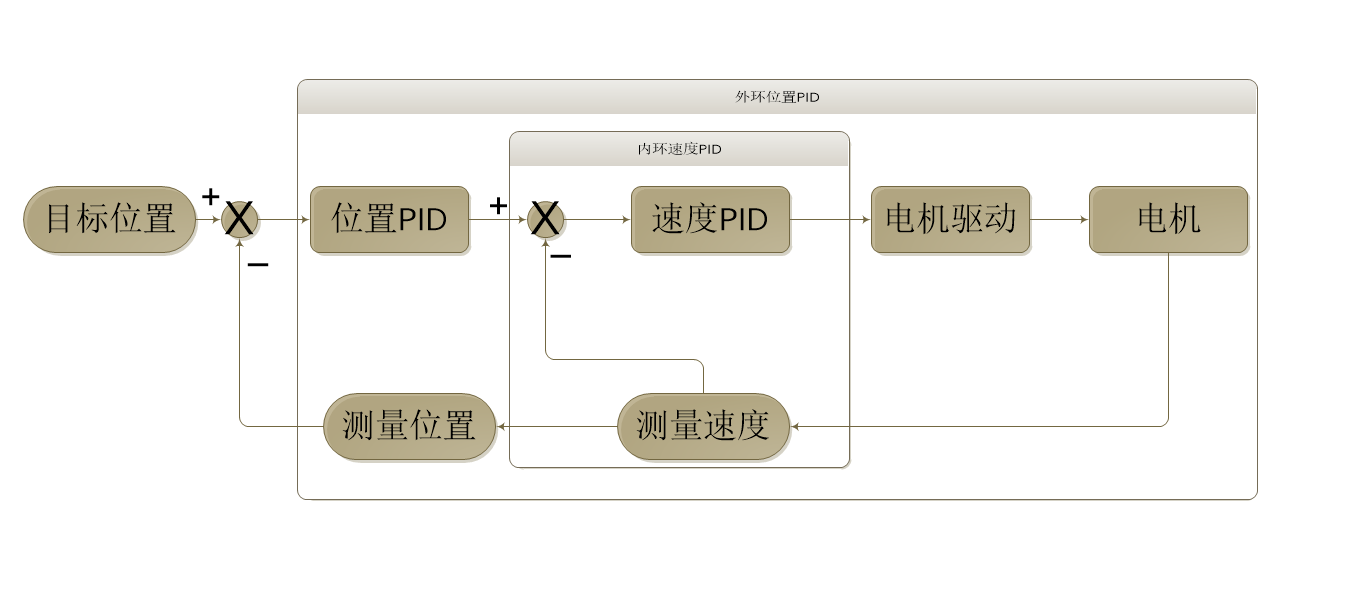 外环位置PID
内环速度PID
目标位置
+
X
位置PID
+
X
速度PID
电机驱动
电机
−
−
测量位置
测量速度